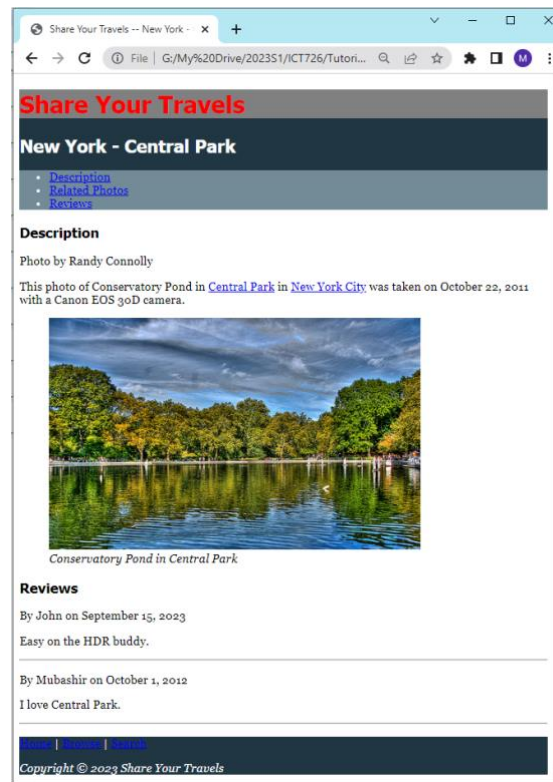 Share Your Travels -- New York -
File | G:/My%20Drive/2023S1/ICT726/Tutori...
M
Share Your Travels
New York - Central Park
Description
Related Photos
Reviews
Description
Photo by Randy Connolly
This photo of Conservatory Pond in Central Park in New York City was taken on October 22, 2011
with a Canon EOS 30D camera.
Conservatory Pond in Central Park
Reviews
By John on September 15, 2023
Easy on the HDR buddy.
By Mubashir on October 1, 2012
I love Central Park.
Home | Browse | Search
Copyright © 2023 Share Your Travels